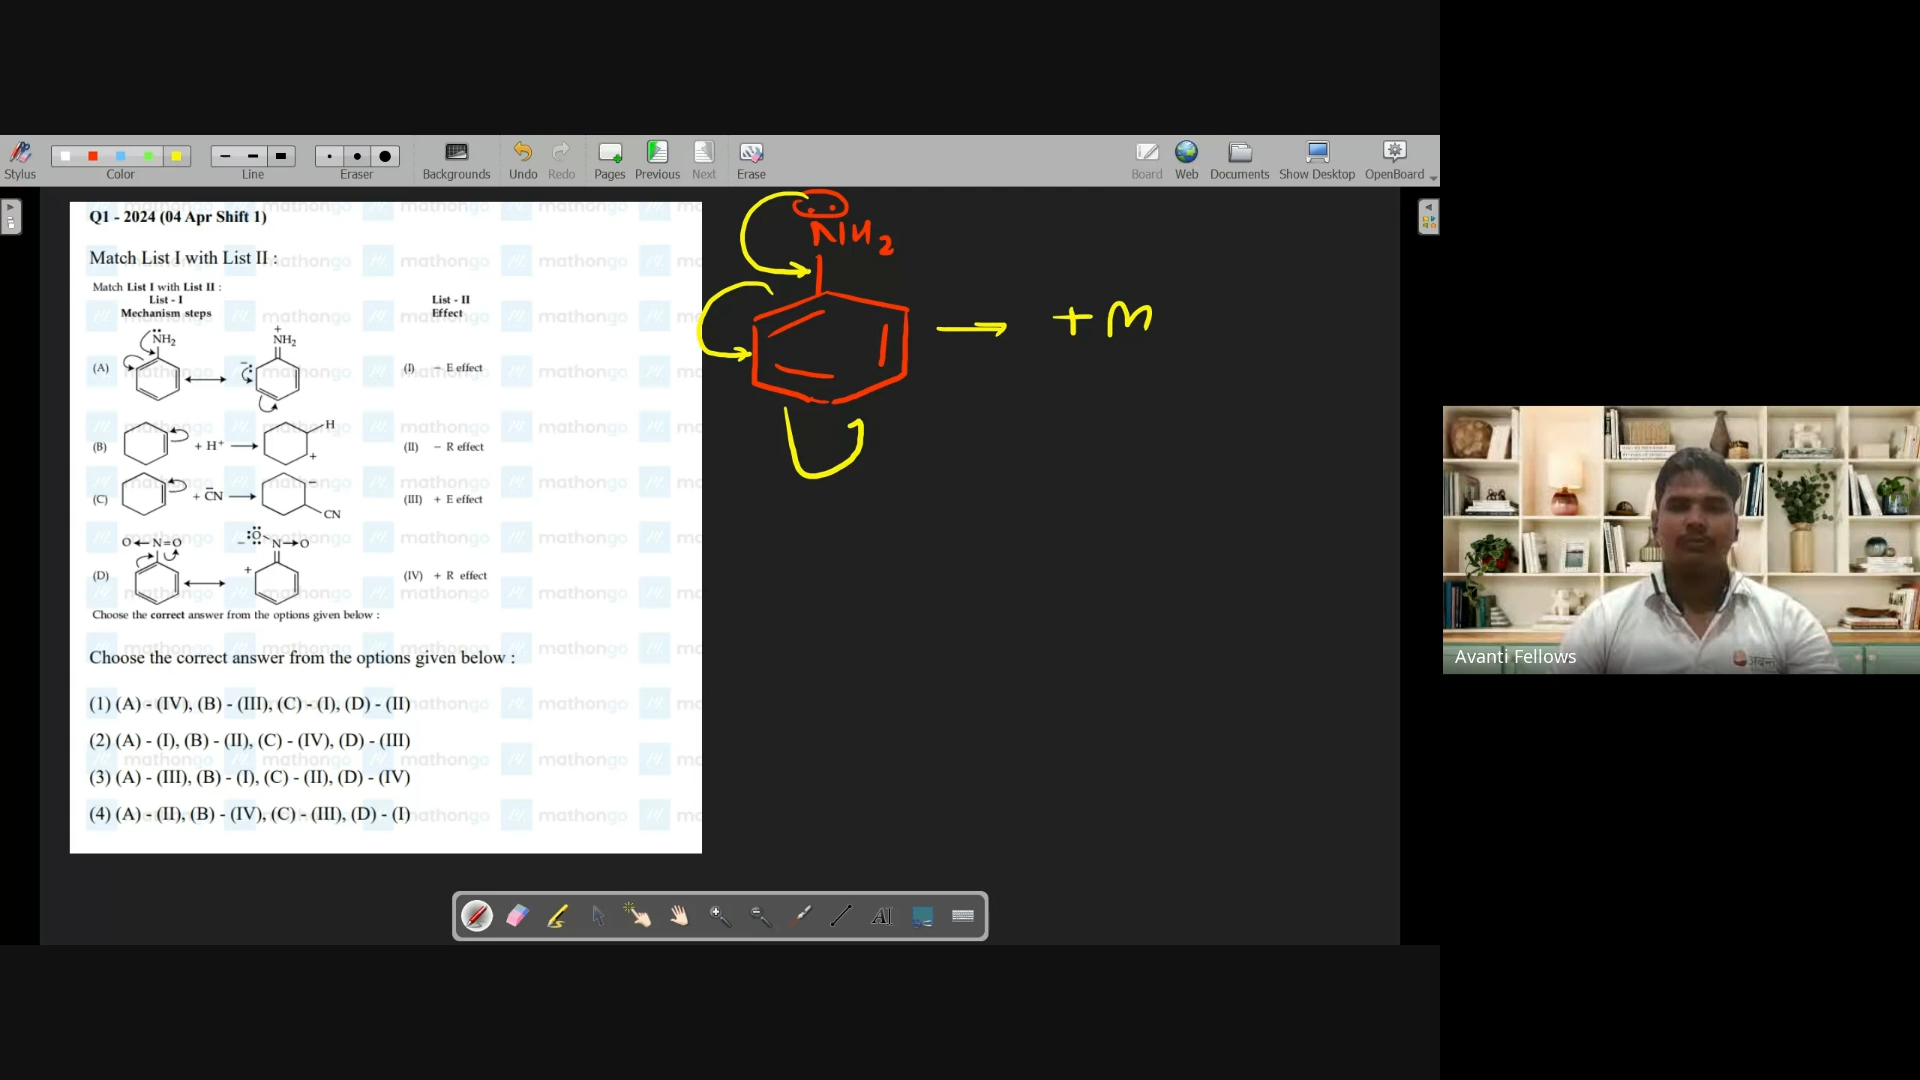 Stylus
Color
Line
Eraser
Backgrounds
Undo
Redo
Pages
Previous
Next
Erase
Board
Web
Documents
Show Desktop
OpenBoard
Q1 - 2024 (04 Apr Shift 1)
Match List I with List II :
Match List I with List II :
List - I
List - II
Mechanism steps
Effect
(A)
NH2
+
NH2
(I) − E effect
(B)
+ H+
H
+
(II) − R effect
(C)
+ C̄N
−
CN
(III) + E effect
(D)
O←N=O
− :O
N→O
+
(IV) + R effect
Choose the correct answer from the options given below :
Choose the correct answer from the options given below :
(1) (A) - (IV), (B) - (III), (C) - (I), (D) - (II)
(2) (A) - (I), (B) - (II), (C) - (IV), (D) - (III)
(3) (A) - (III), (B) - (I), (C) - (II), (D) - (IV)
(4) (A) - (II), (B) - (IV), (C) - (III), (D) - (I)
mathongo
NH2
+ M
AI
अवन्ती
Avanti Fellows